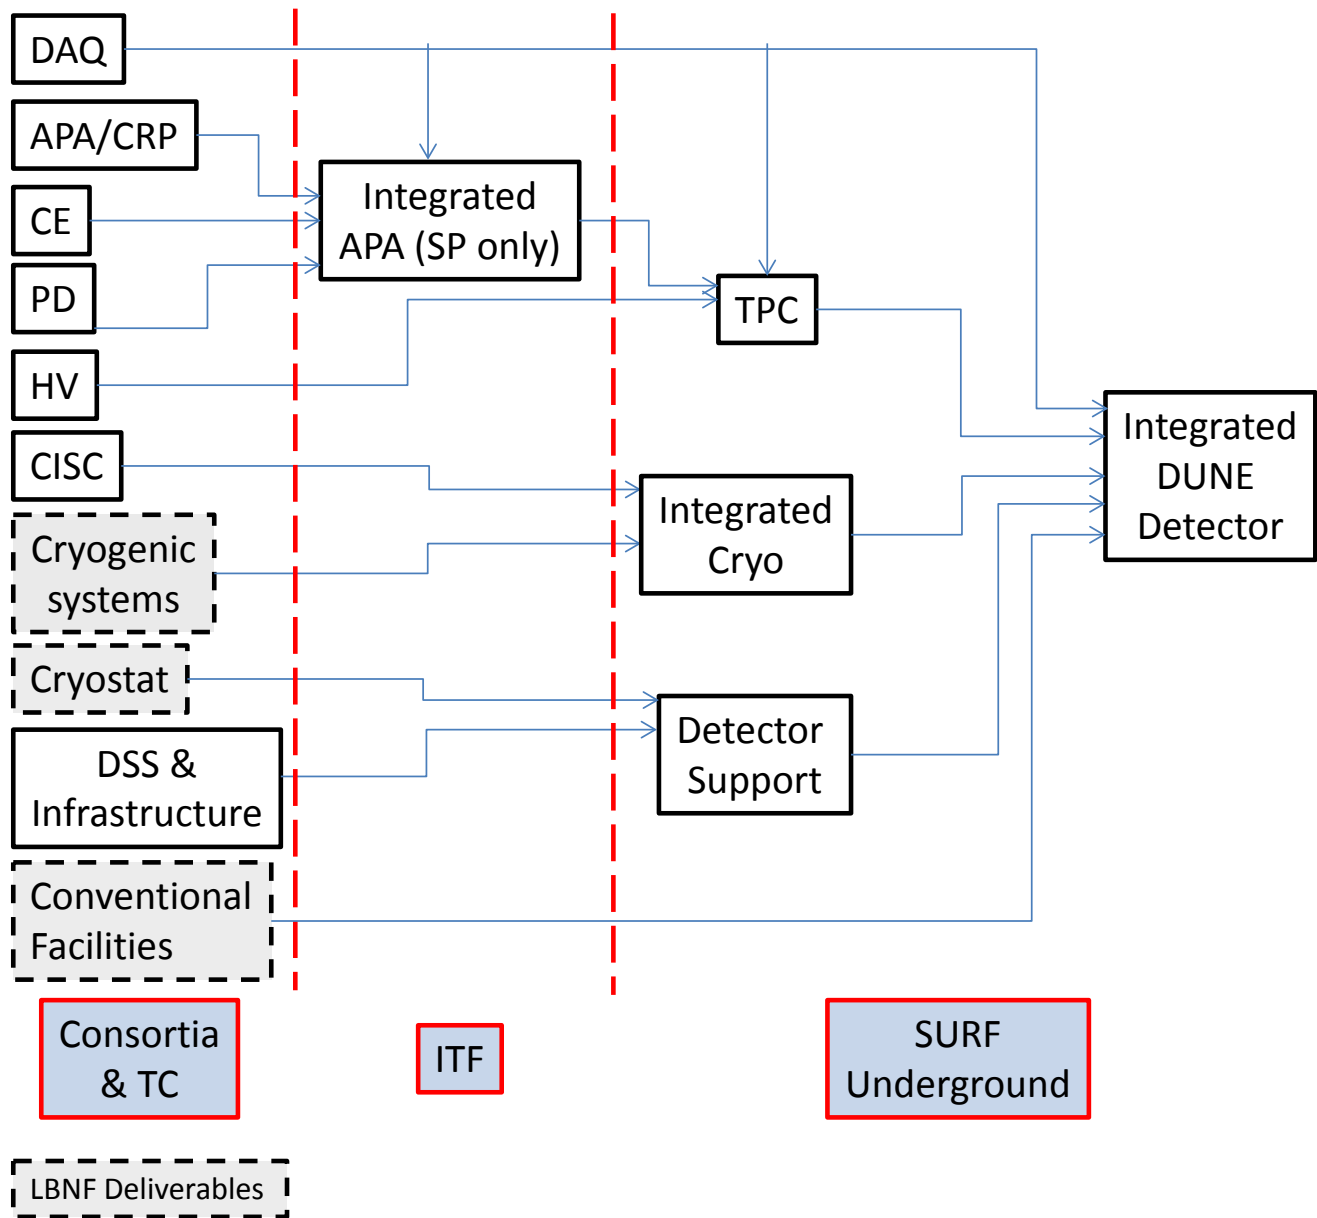 DAQ
APA/CRP
CE
PD
HV
CISC
Cryogenic
systems
Cryostat
DSS &
Infrastructure
Conventional
Facilities
Integrated
APA (SP only)
TPC
Integrated
Cryo
Detector
Support
Integrated
DUNE
Detector
Consortia
& TC
ITF
SURF
Underground
LBNF Deliverables